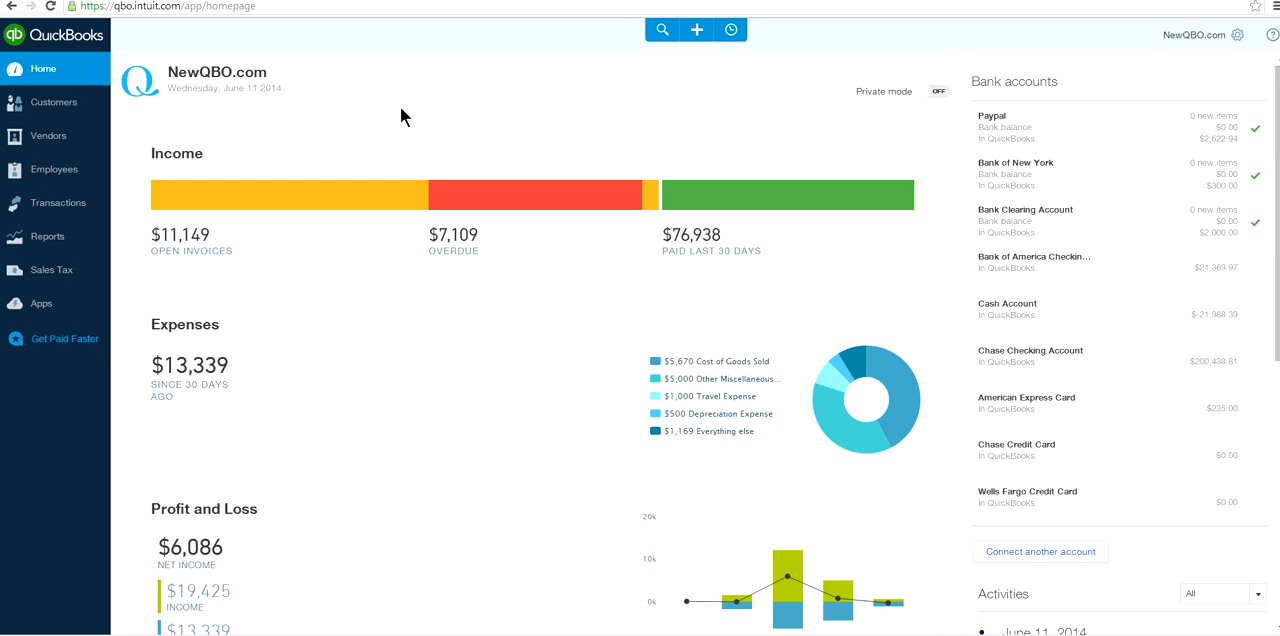 https://qbo.intuit.com/app/homepage
qb QuickBooks
NewQBO.com
Home
Customers
Vendors
Employees
Transactions
Reports
Sales Tax
Apps
Get Paid Faster
NewQBO.com
Wednesday, June 11 2014
Private mode OFF
Income
$11,149 $7,109 $76,938
OPEN INVOICES OVERDUE PAID LAST 30 DAYS
Expenses
$13,339
SINCE 30 DAYS
AGO
$5,670 Cost of Goods Sold
$5,000 Other Miscellaneous...
$1,000 Travel Expense
$500 Depreciation Expense
$1,169 Everything else
Profit and Loss
$6,086
NET INCOME
$19,425
INCOME
$13,339
20k
10k
0k
Bank accounts
Paypal 0 new items
Bank balance $0.00
In QuickBooks $2,622.94
Bank of New York 0 new items
Bank balance $0.00
In QuickBooks $300.00
Bank Clearing Account 0 new items
Bank balance $0.00
In QuickBooks $2,000.00
Bank of America Checkin...
In QuickBooks $21,369.97
Cash Account
In QuickBooks $-21,988.39
Chase Checking Account
In QuickBooks $200,438.81
American Express Card
In QuickBooks $235.00
Chase Credit Card
In QuickBooks $0.00
Wells Fargo Credit Card
In QuickBooks $0.00
Connect another account
Activities All
June 11, 2014